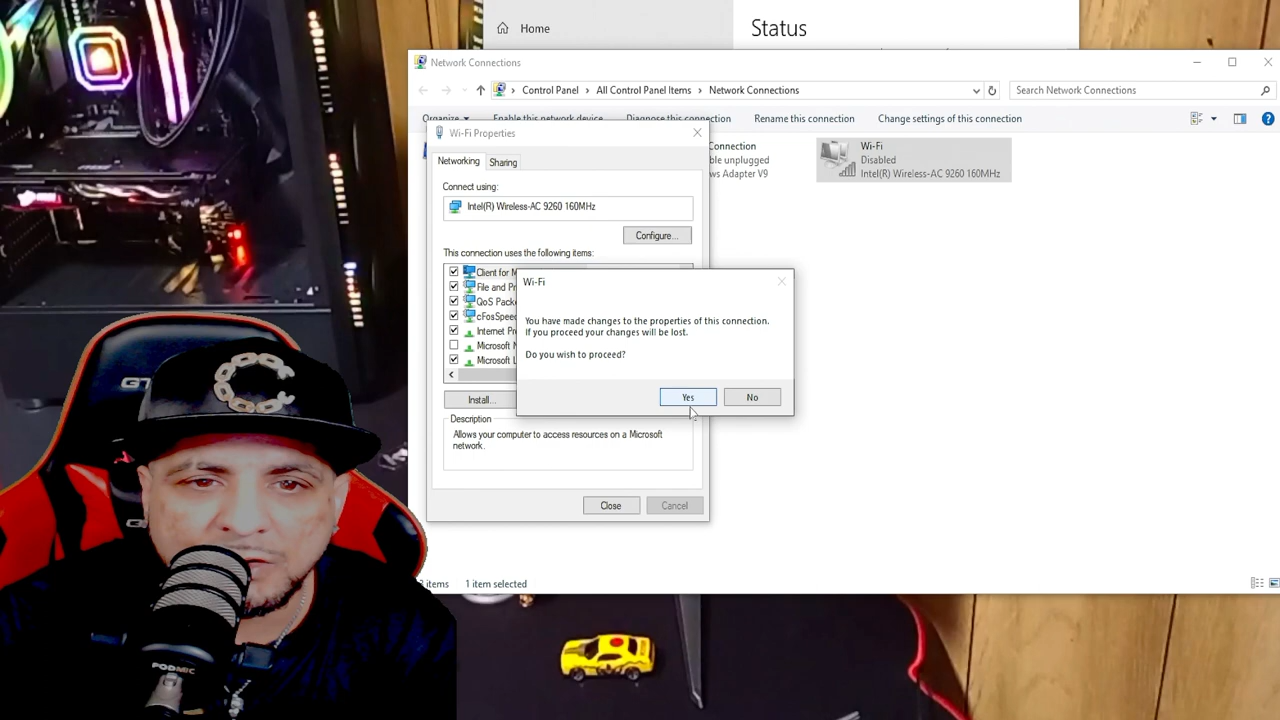 Home
Status
Network Connections
Control Panel
All Control Panel Items
Network Connections
Search Network Connections
Organize
Enable this network device
Diagnose this connection
Rename this connection
Change settings of this connection
Wi-Fi Properties
Networking
Sharing
Connect using:
Intel(R) Wireless-AC 9260 160MHz
Configure...
This connection uses the following items:
Client for M
File and Pr
QoS Packe
cFosSpeed
Internet Pr
Microsoft N
Microsoft L
Install...
Description
Allows your computer to access resources on a Microsoft
network.
Close
Cancel
Connection
ble unplugged
ws Adapter V9
Wi-Fi
Disabled
Intel(R) Wireless-AC 9260 160MHz
Wi-Fi
You have made changes to the properties of this connection.
If you proceed your changes will be lost.
Do you wish to proceed?
Yes
No
items
1 item selected
PODMIC